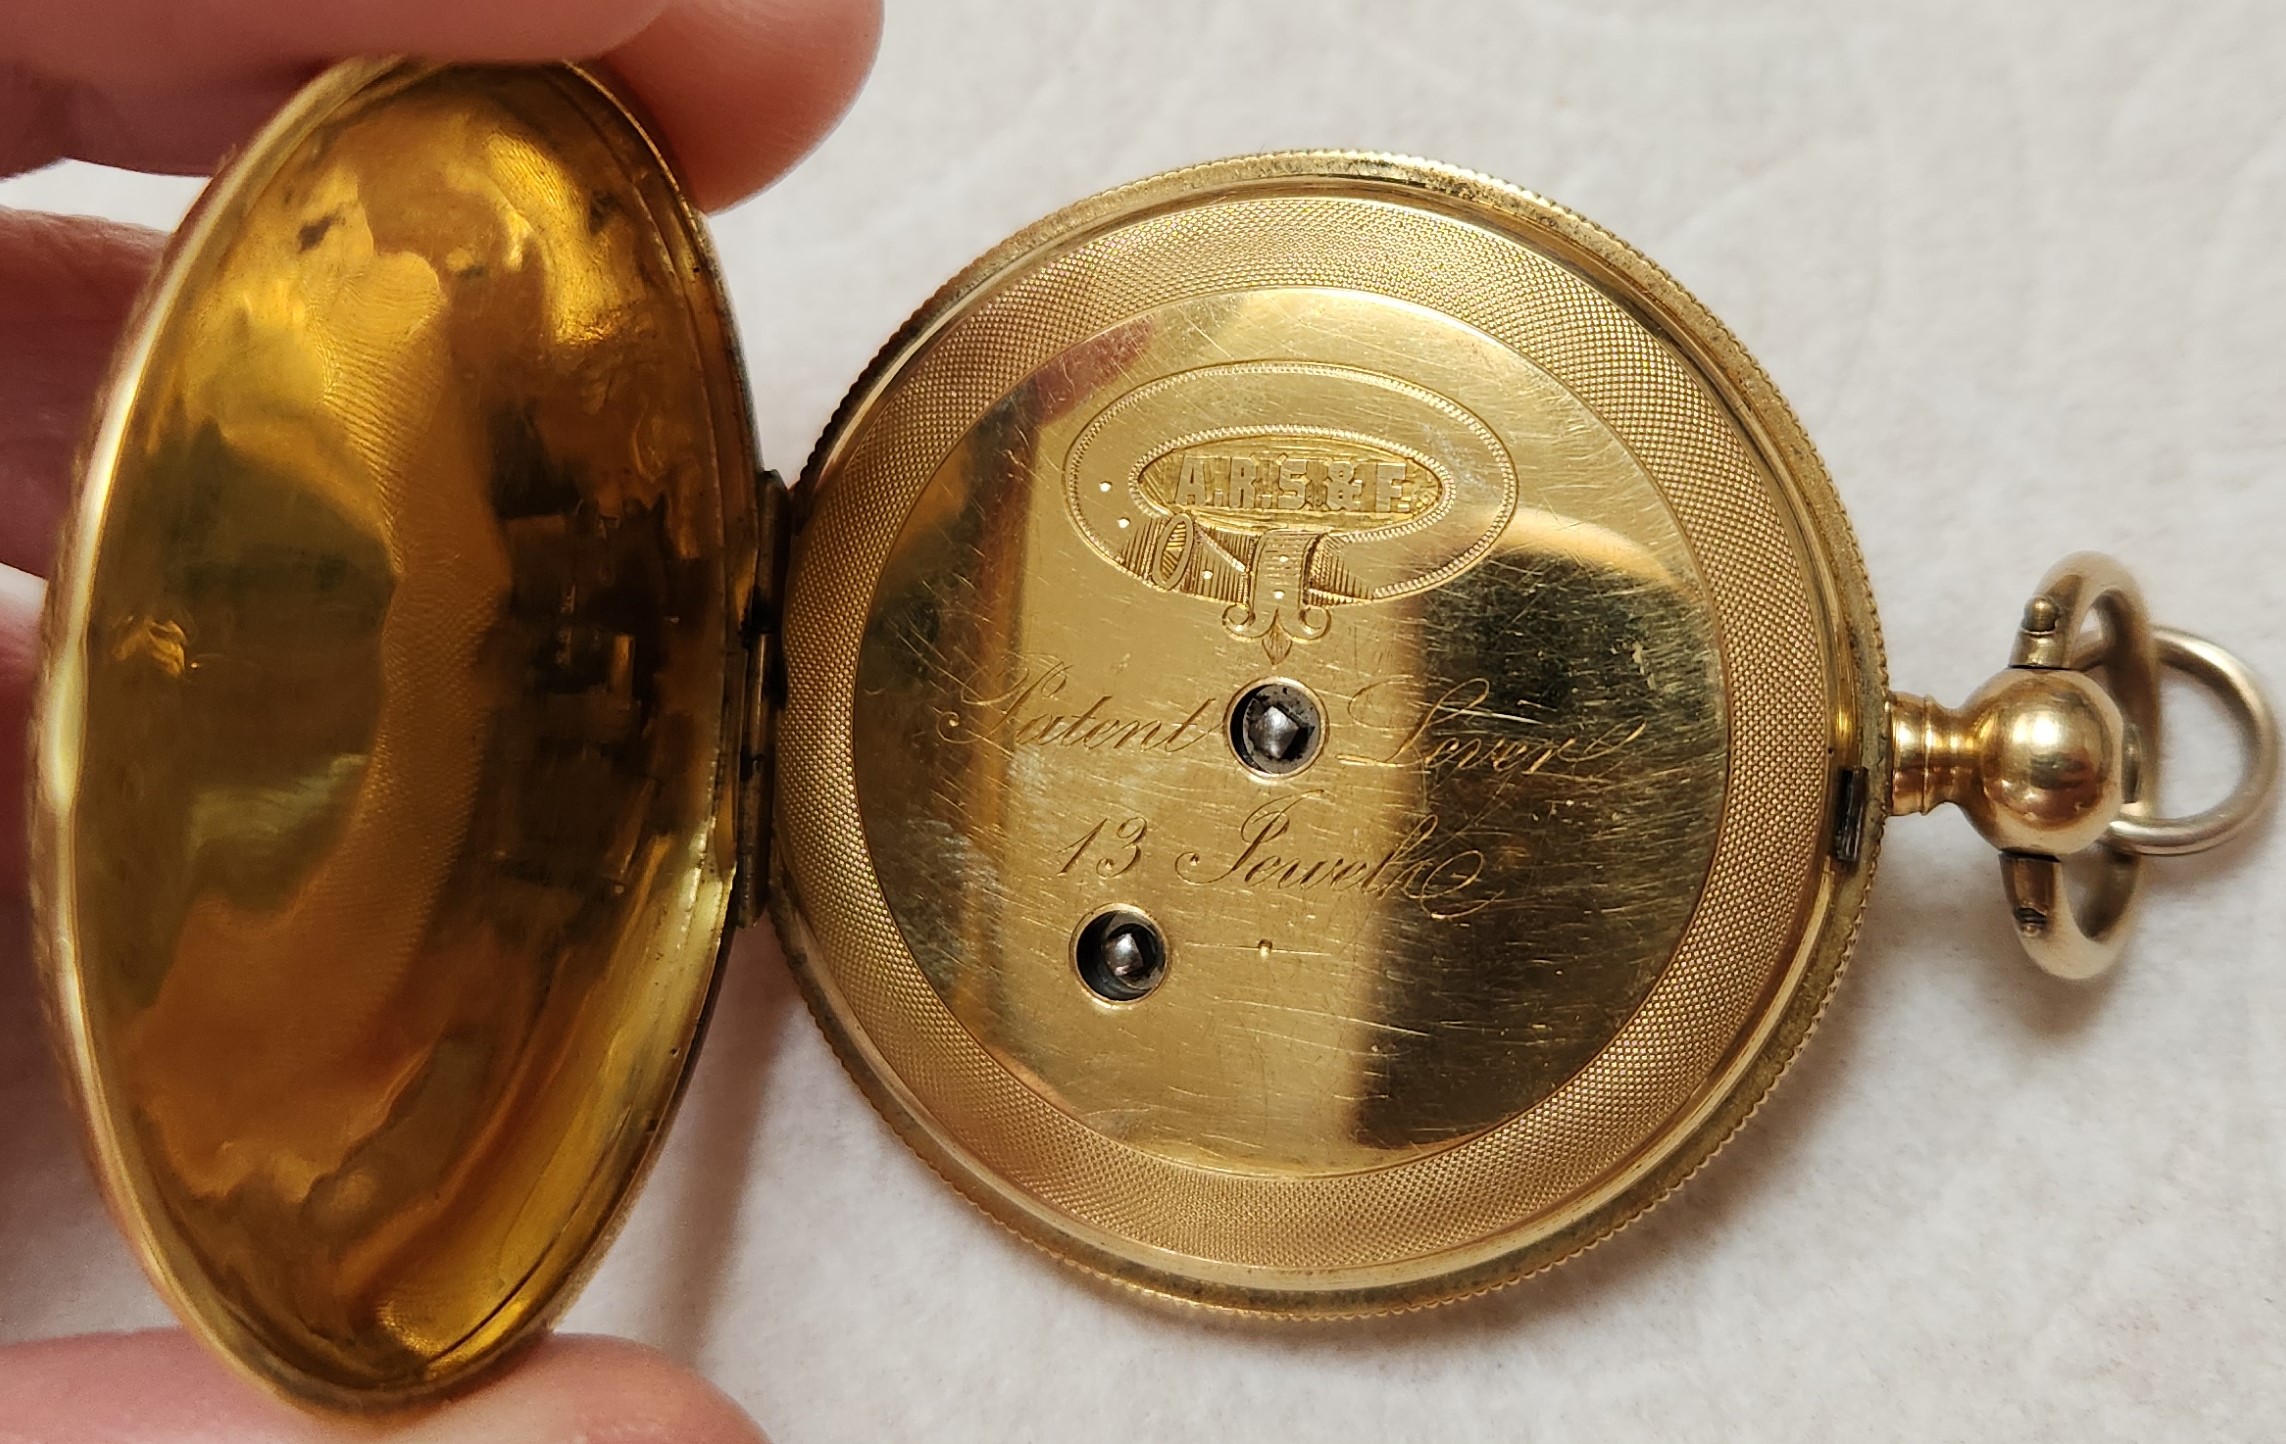 A.R.S & F.
Patent Lever
13 Jewels